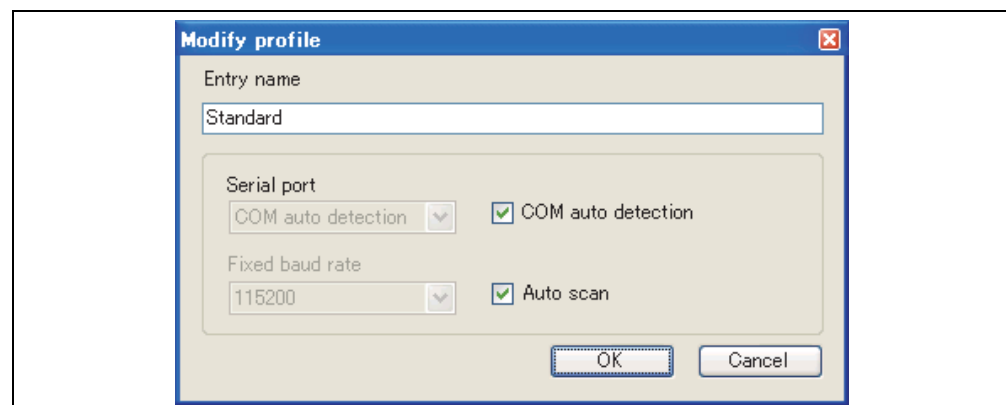 Modify profile
Entry name
Standard
Serial port
COM auto detection
COM auto detection
Fixed baud rate
115200
Auto scan
OK
Cancel